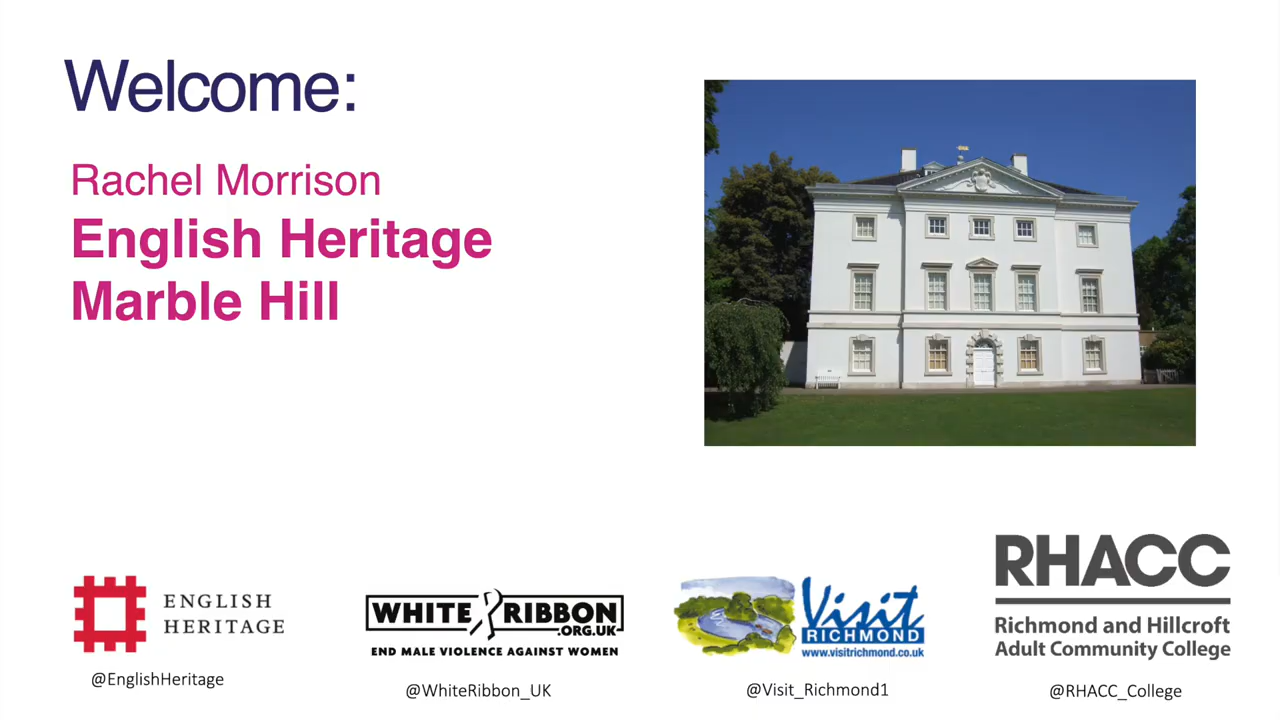 Welcome:
Rachel Morrison
English Heritage
Marble Hill
ENGLISH
HERITAGE
@EnglishHeritage
WHITE RIBBON
.ORG.UK
END MALE VIOLENCE AGAINST WOMEN
@WhiteRibbon_UK
Visit
RICHMOND
www.visitrichmond.co.uk
@Visit_Richmond1
RHACC
Richmond and Hillcroft
Adult Community College
@RHACC_College